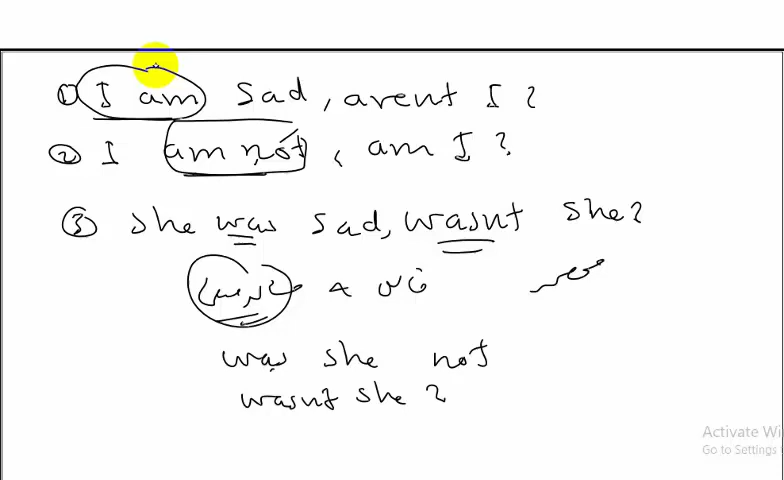 ① I am sad, arent I?
② I am not, am I?
③ she was sad, wasnt she?
was she not
wasnt she?
Activate Wi
Go to Settings